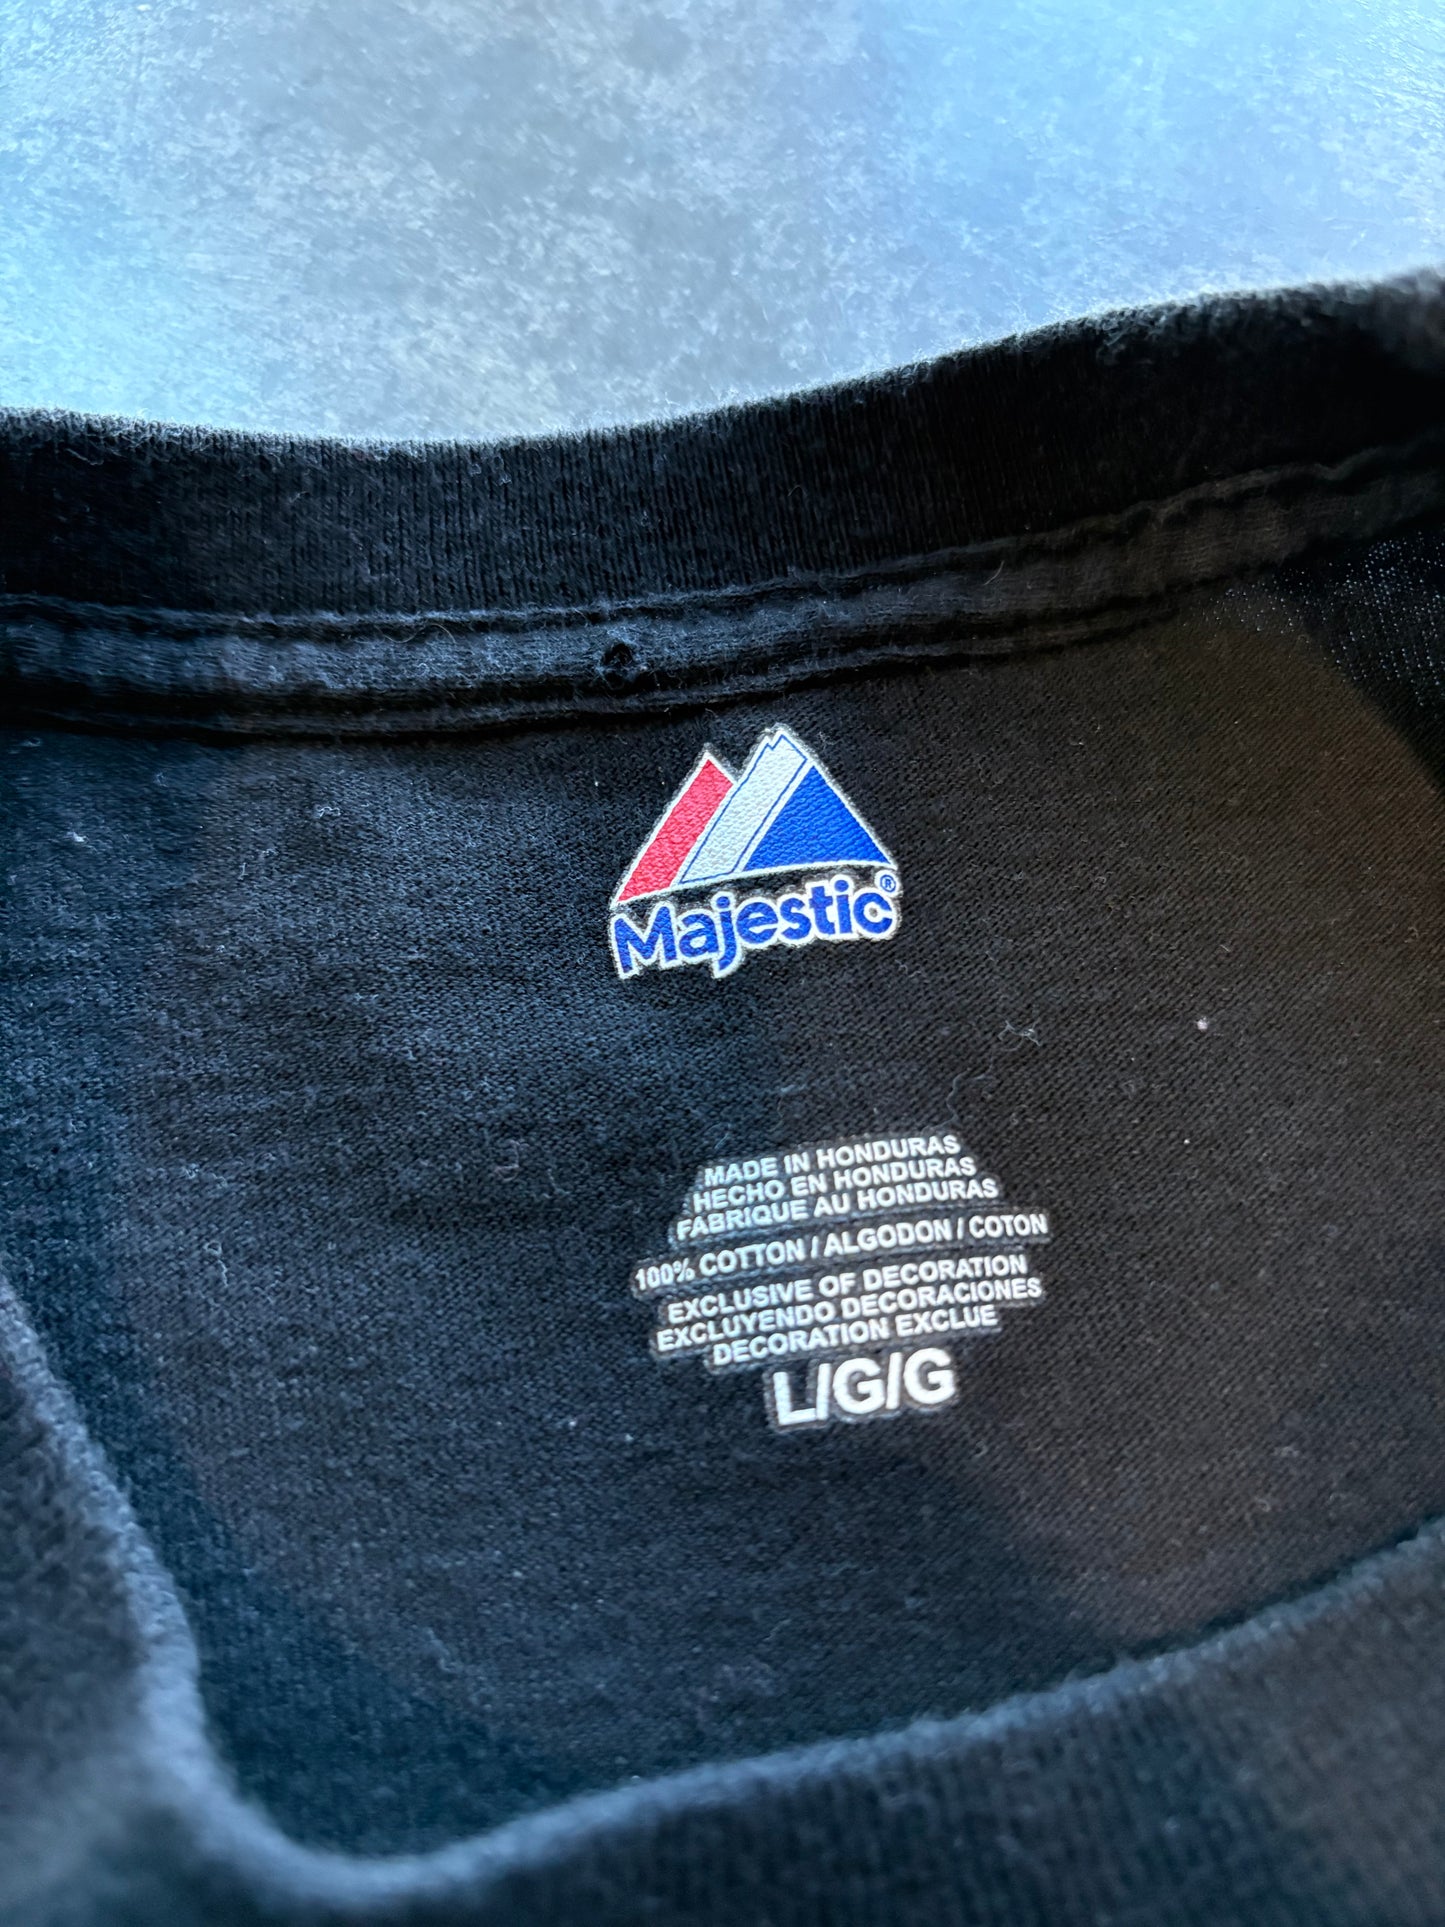 Majestic®
MADE IN HONDURAS
HECHO EN HONDURAS
FABRIQUE AU HONDURAS
100% COTTON / ALGODON / COTON
EXCLUSIVE OF DECORATION
EXCLUYENDO DECORACIONES
DECORATION EXCLUE
L/G/G